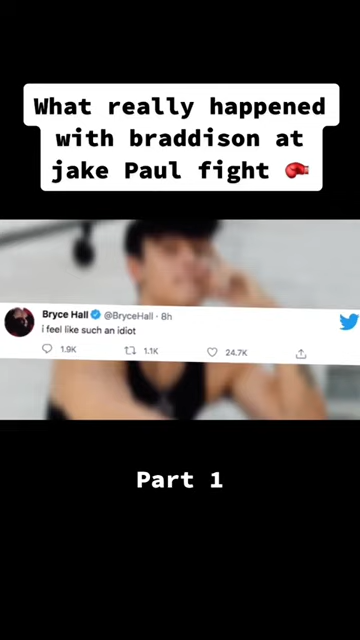 What really happened
with braddison at
jake Paul fight 🥊
Bryce Hall @BryceHall · 8h
i feel like such an idiot
1.9K 1.1K 24.7K
Part 1